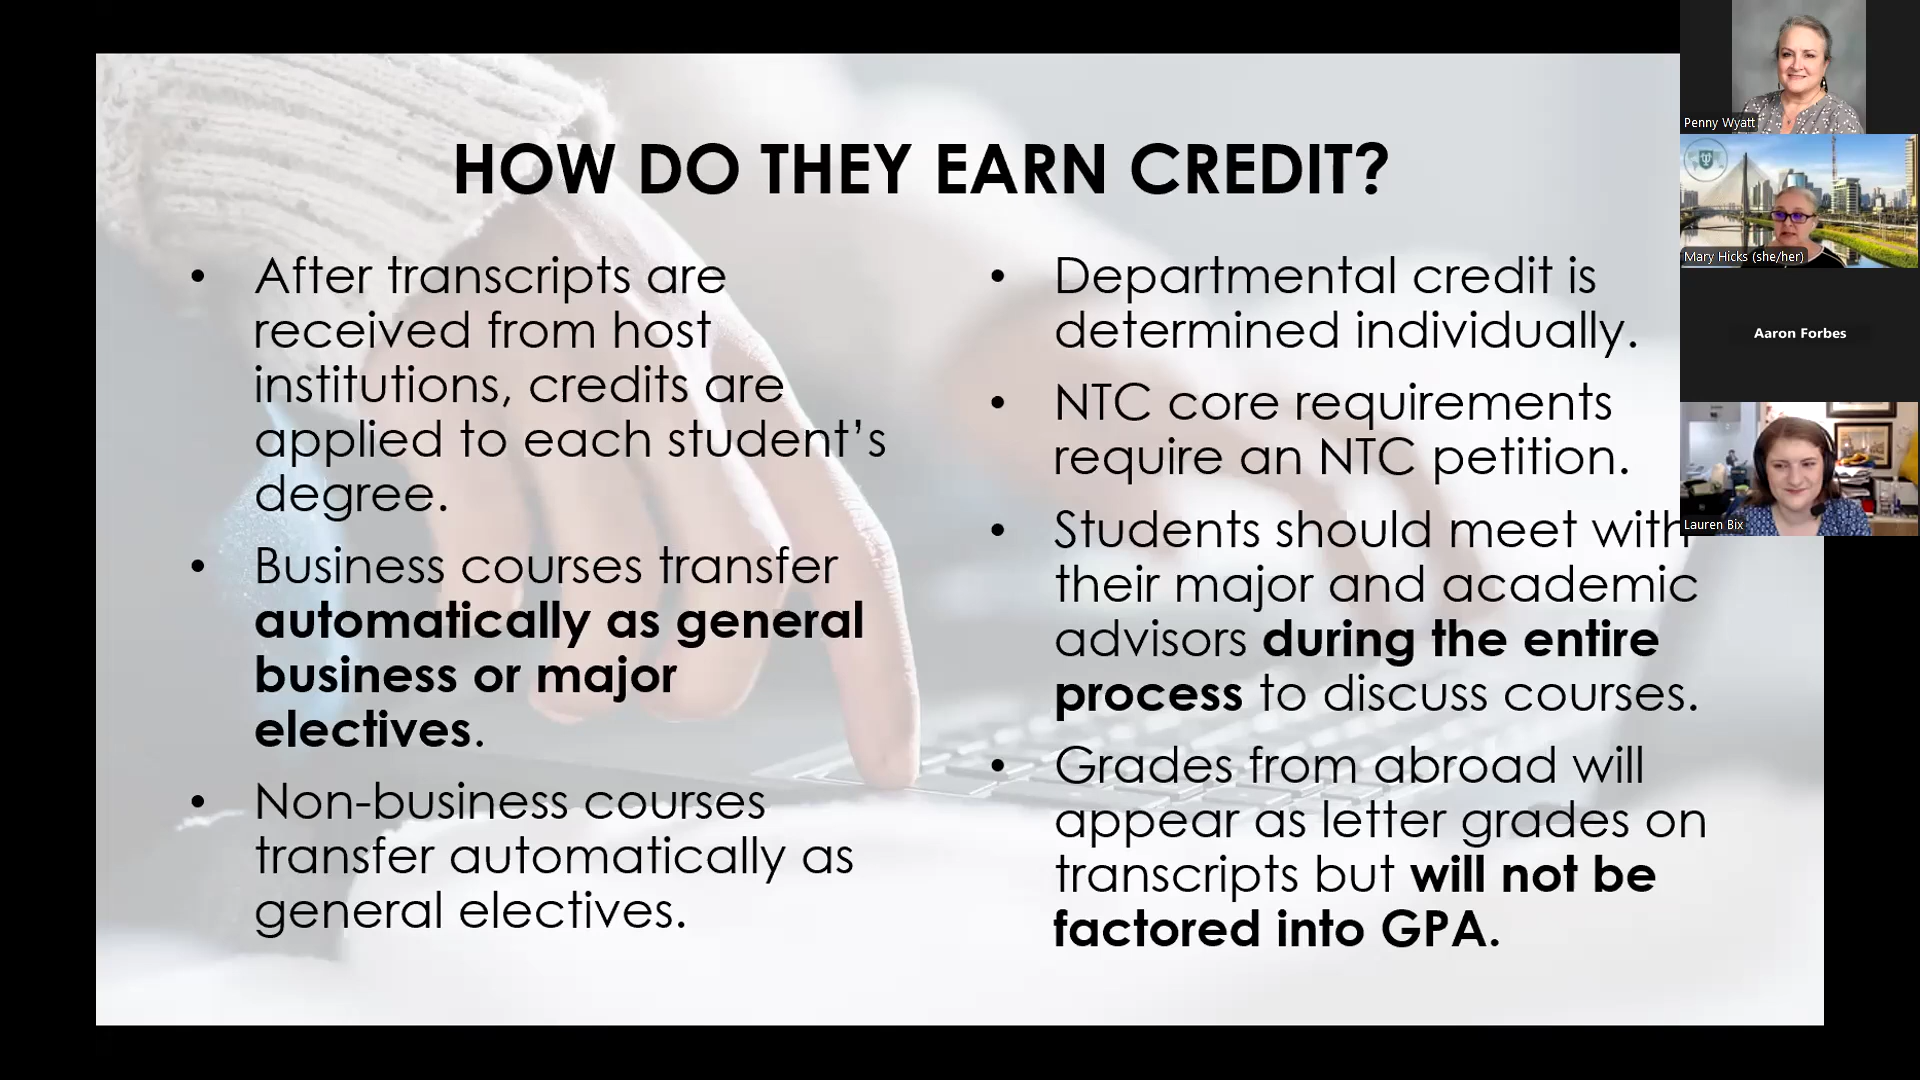 HOW DO THEY EARN CREDIT?
• After transcripts are
received from host
institutions, credits are
applied to each student’s
degree.
• Business courses transfer
automatically as general
business or major
electives.
• Non-business courses
transfer automatically as
general electives.
• Departmental credit is
determined individually.
• NTC core requirements
require an NTC petition.
• Students should meet with
their major and academic
advisors during the entire
process to discuss courses.
• Grades from abroad will
appear as letter grades on
transcripts but will not be
factored into GPA.
Penny Wyatt
Mary Hicks (she/her)
Aaron Forbes
Lauren Bix